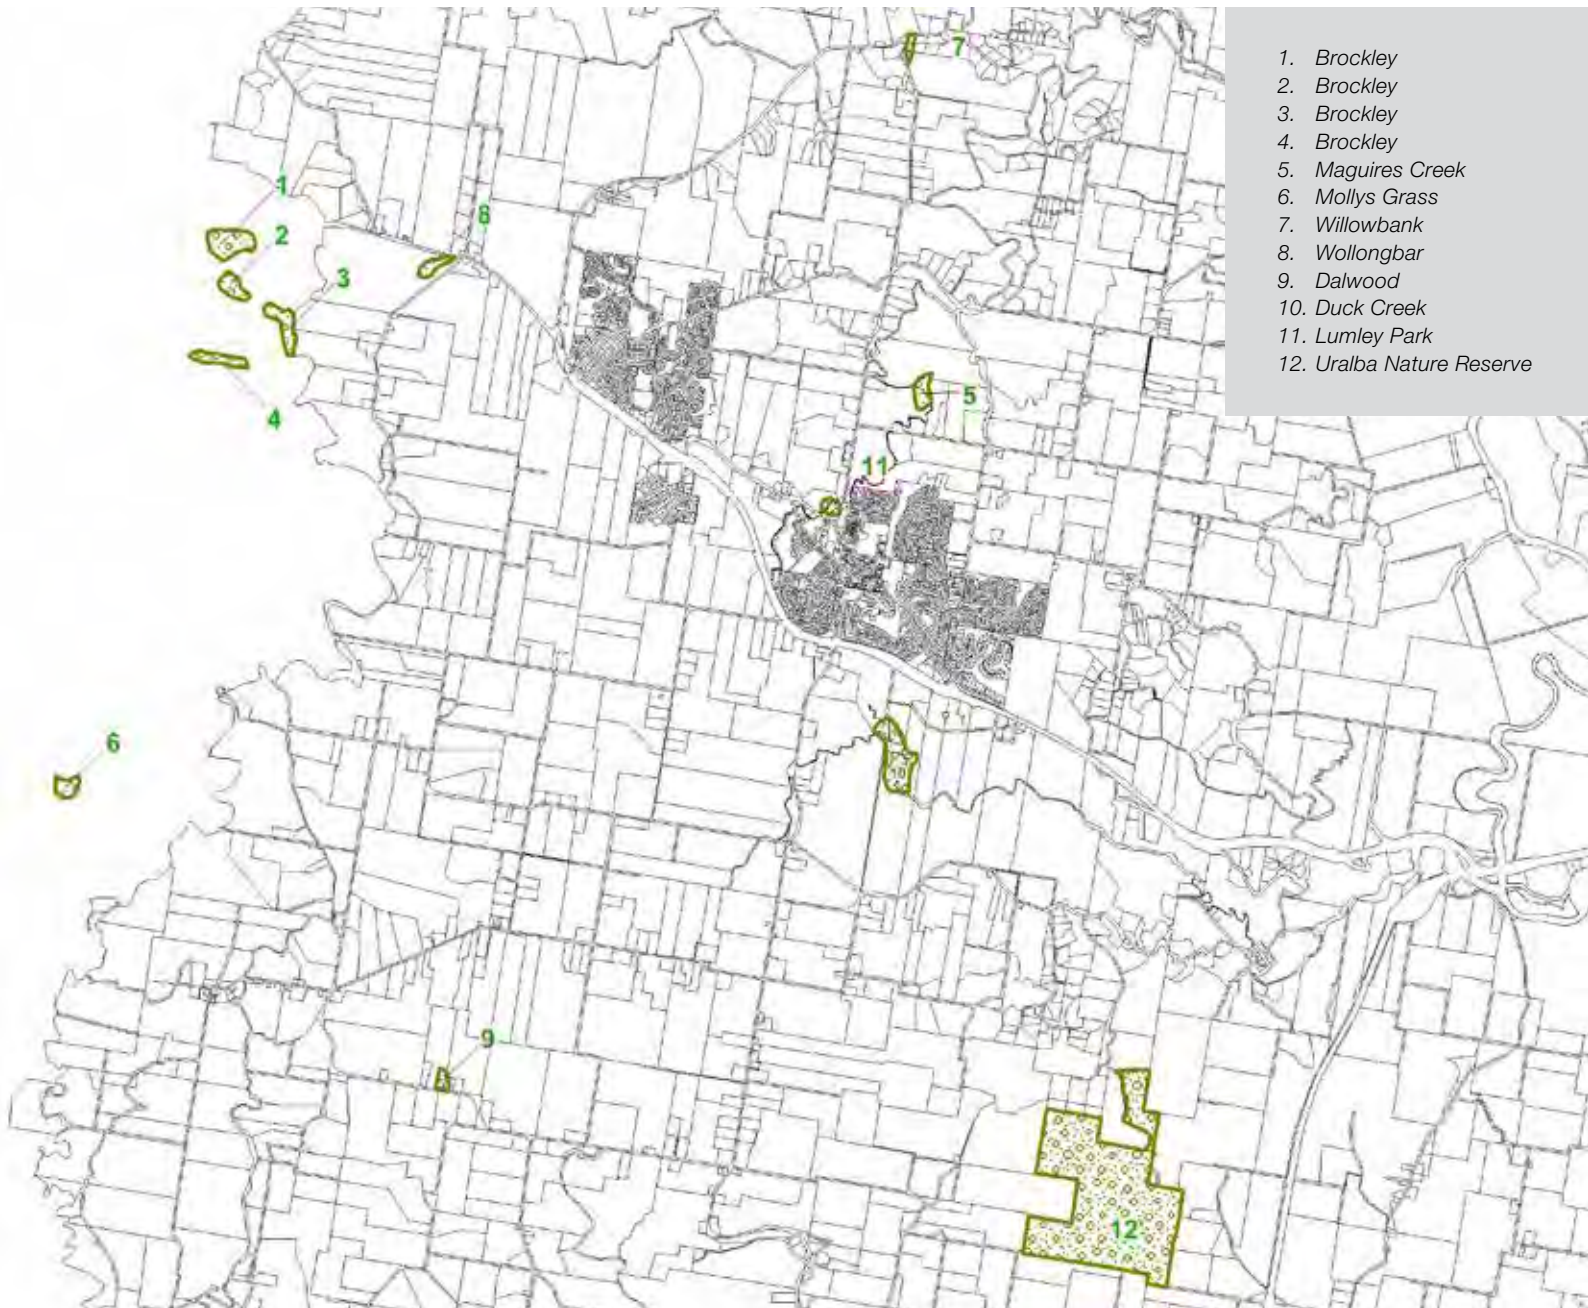 1. Brockley
2. Brockley
3. Brockley
4. Brockley
5. Maguires Creek
6. Mollys Grass
7. Willowbank
8. Wollongbar
9. Dalwood
10. Duck Creek
11. Lumley Park
12. Uralba Nature Reserve
7
1
8
2
3
5
4
11
6
10
9
12